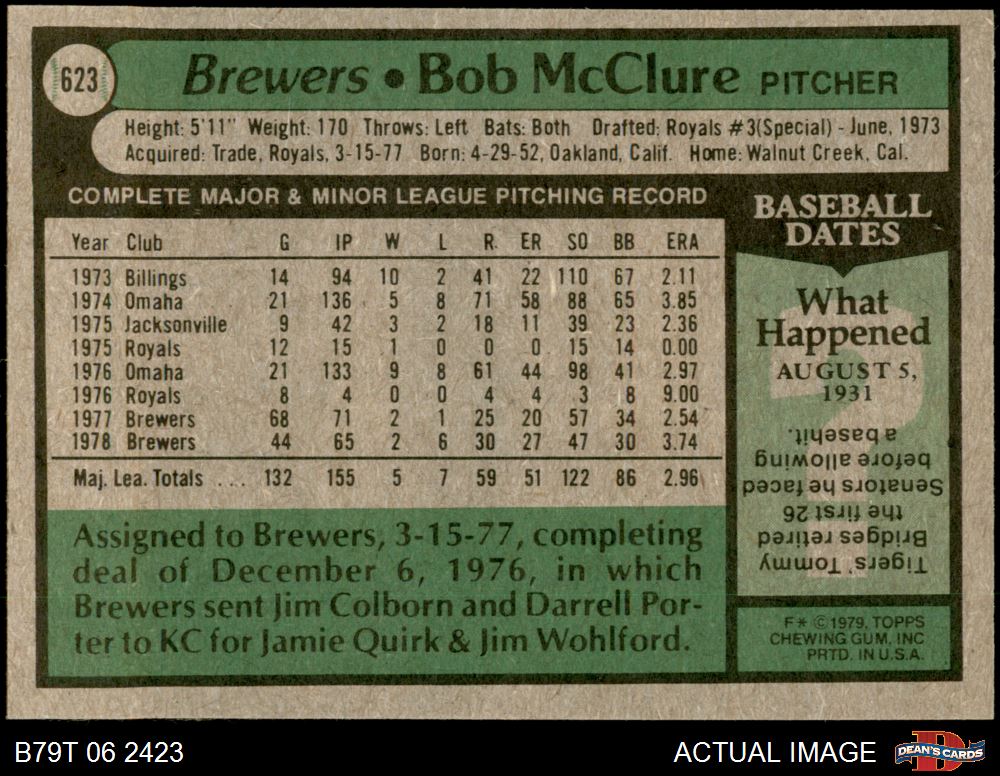 623
Brewers • Bob McClure PITCHER
Height: 5'11" Weight: 170 Throws: Left Bats: Both Drafted: Royals #3(Special) - June, 1973
Acquired: Trade, Royals, 3-15-77 Born: 4-29-52, Oakland, Calif. Home: Walnut Creek, Cal.
COMPLETE MAJOR & MINOR LEAGUE PITCHING RECORD
Year Club G IP W L R. ER SO BB ERA
1973 Billings 14 94 10 2 41 22 110 67 2.11
1974 Omaha 21 136 5 8 71 58 88 65 3.85
1975 Jacksonville 9 42 3 2 18 11 39 23 2.36
1975 Royals 12 15 1 0 0 0 15 14 0.00
1976 Omaha 21 133 9 8 61 44 98 41 2.97
1976 Royals 8 4 0 0 4 4 3 8 9.00
1977 Brewers 68 71 2 1 25 20 57 34 2.54
1978 Brewers 44 65 2 6 30 27 47 30 3.74
Maj. Lea. Totals ... 132 155 5 7 59 51 122 86 2.96
Assigned to Brewers, 3-15-77, completing
deal of December 6, 1976, in which
Brewers sent Jim Colborn and Darrell Por-
ter to KC for Jamie Quirk & Jim Wohlford.
BASEBALL
DATES
What
Happened
AUGUST 5,
1931
?
Tigers' Tommy
Bridges retired
the first 26
Senators he faced
before allowing
a basehit.
F* ©1979, TOPPS
CHEWING GUM, INC
PRTD. IN U.S.A.
B79T 06 2423
ACTUAL IMAGE
DEAN'S CARDS